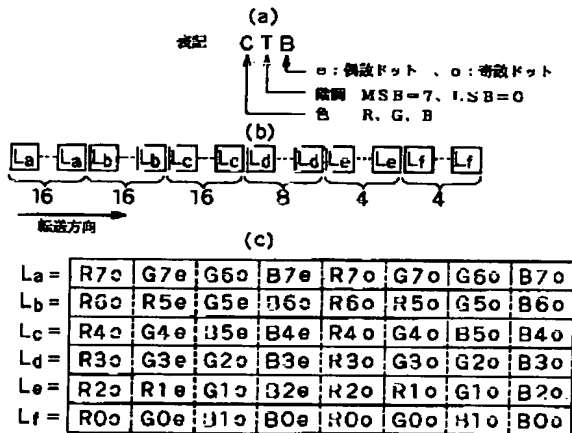 (a)
表記 C T B
e:偶数ドット 、o:奇数ドット
階調 MSB=7、LSB=0
色 R, G, B
(b)
La La Lb Lb Lc Lc Ld Ld Le Le Lf Lf
16 16 16 8 4 4
転送方向
(c)
La = R7o G7e G6o B7e R7o G7o G6o B7o
Lb = R6o R5e G5e B6o R6o R5o G5o B6o
Lc = R4o G4e B5e B4e R4o G4o B5o B4o
Ld = R3o G3e G2o B3e R3o G3o G2o B3o
Le = R2o R1e G1o B2e R2o R1o G1o B2o
Lf = R0o G0e B1o B0e R0o G0o B1o B0o